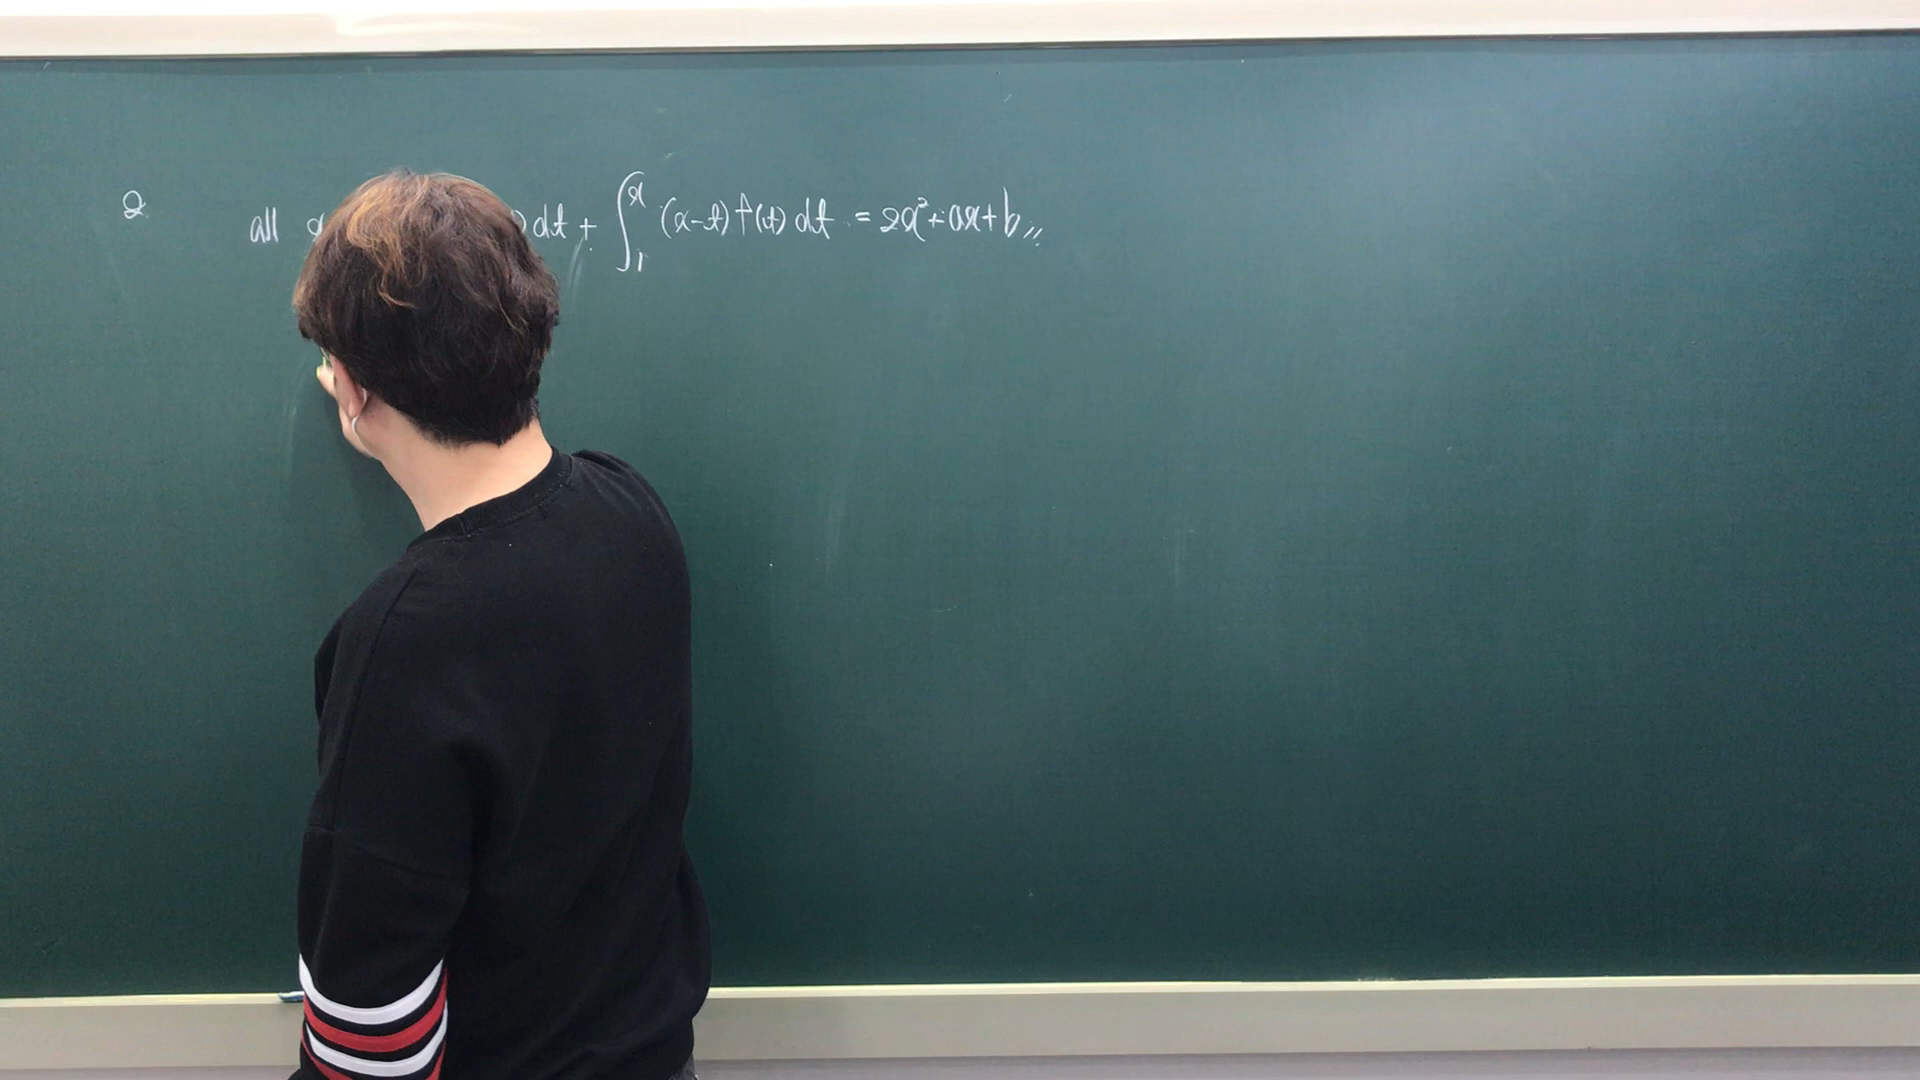 2. all x ) dt + ∫₁ˣ (x-t) f(t) dt = 2x²+ax+b